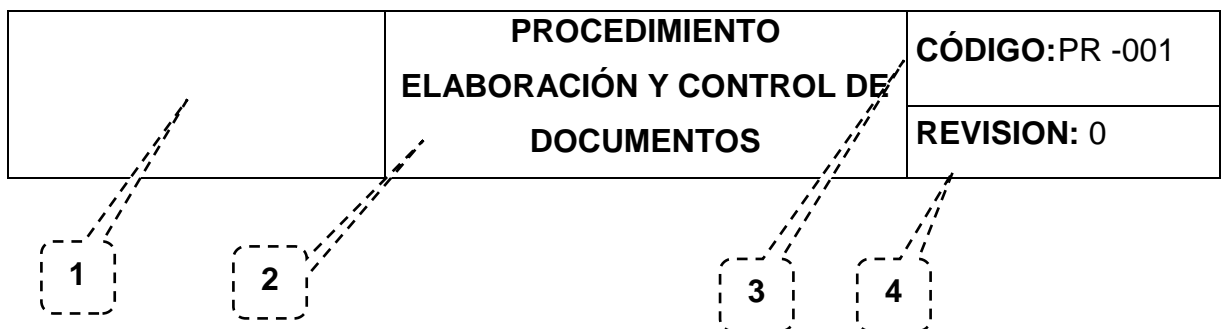 PROCEDIMIENTO
ELABORACIÓN Y CONTROL DE
DOCUMENTOS
CÓDIGO:PR -001
REVISION: 0
1
2
3
4